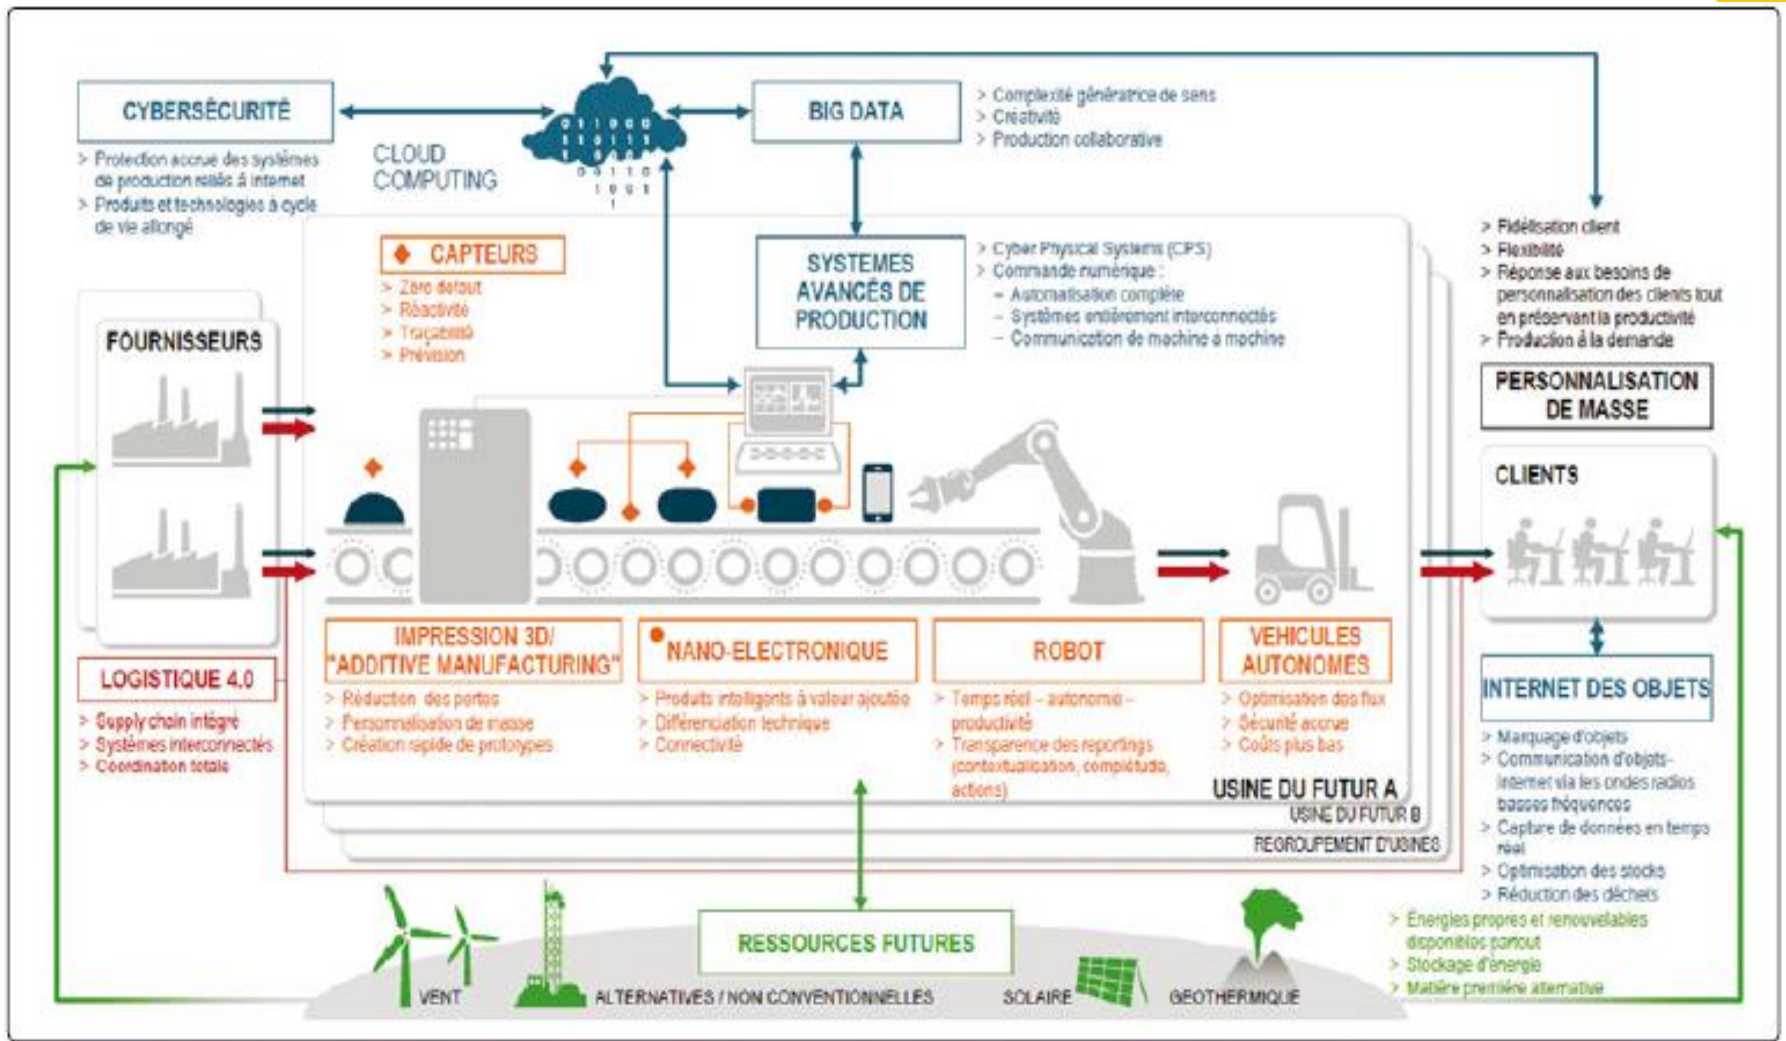 CYBERSÉCURITÉ
> Protection accrue des systèmes
de production reliés à internet
> Produits et technologies à cycle
de vie allongé
CLOUD
COMPUTING
011000
110111
BIG DATA
> Complexité génératrice de sens
> Créativité
> Production collaborative
CAPTEURS
> Zéro défaut
> Réactivité
> Traçabilité
> Prévision
SYSTEMES
AVANCÉS DE
PRODUCTION
> Cyber Physical Systems (CPS)
> Commande numérique :
– Automatisation complète
– Systèmes entièrement interconnectés
– Communication de machine à machine
> Fidélisation client
> Flexibilité
> Réponse aux besoins de
personnalisation des clients tout
en préservant la productivité
> Production à la demande
PERSONNALISATION
DE MASSE
FOURNISSEURS
CLIENTS
LOGISTIQUE 4.0
> Supply chain intégré
> Systèmes interconnectés
> Coordination totale
IMPRESSION 3D/
"ADDITIVE MANUFACTURING"
> Réduction des pertes
> Personnalisation de masse
> Création rapide de prototypes
NANO-ELECTRONIQUE
> Produits intelligents à valeur ajoutée
> Différenciation technique
> Connectivité
ROBOT
> Temps réel – autonomie –
productivité
> Transparence des reportings
(contextualisation, complétude,
actions)
VEHICULES
AUTONOMES
> Optimisation des flux
> Sécurité accrue
> Coûts plus bas
INTERNET DES OBJETS
> Marquage d'objets
> Communication d'objets-
Internet via les ondes radios
basses fréquences
> Capture de données en temps
réel
> Optimisation des stocks
> Réduction des déchets
USINE DU FUTUR A
USINE DU FUTUR B
REGROUPEMENT D'USINES
RESSOURCES FUTURES
> Énergies propres et renouvelables
disponibles partout
> Stockage d'énergie
> Matière première alternative
VENT
ALTERNATIVES / NON CONVENTIONNELLES
SOLAIRE
GEOTHERMIQUE